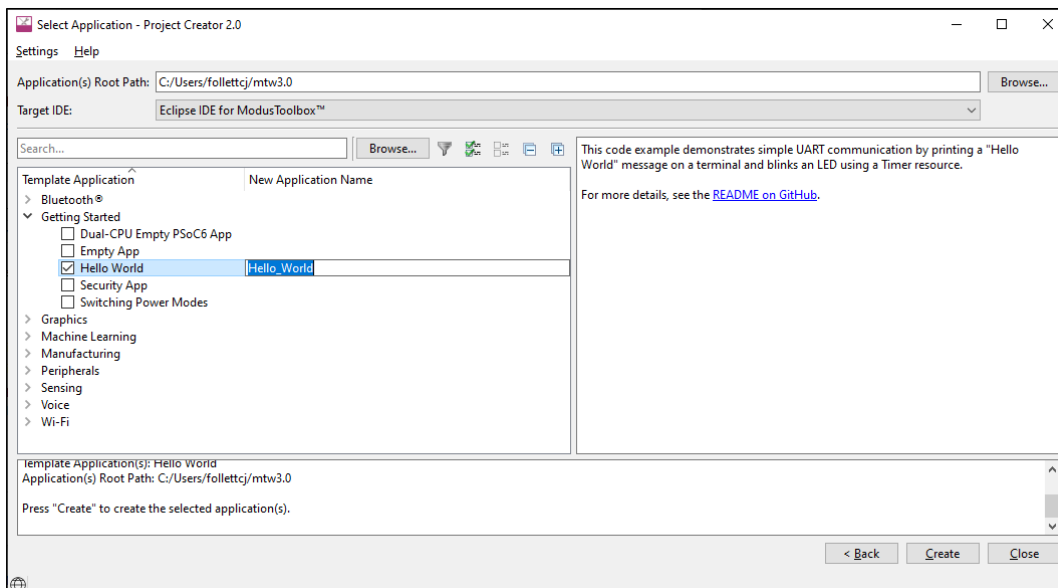 Select Application - Project Creator 2.0
Settings Help
Application(s) Root Path: C:/Users/follettcj/mtw3.0 Browse...
Target IDE: Eclipse IDE for ModusToolbox™
Search... Browse...
Template Application New Application Name
Bluetooth®
Getting Started
Dual-CPU Empty PSoC6 App
Empty App
Hello World Hello_World
Security App
Switching Power Modes
Graphics
Machine Learning
Manufacturing
Peripherals
Sensing
Voice
Wi-Fi
This code example demonstrates simple UART communication by printing a "Hello
World" message on a terminal and blinks an LED using a Timer resource.
For more details, see the README on GitHub.
Template Application(s): Hello World
Application(s) Root Path: C:/Users/follettcj/mtw3.0
Press "Create" to create the selected application(s).
< Back Create Close